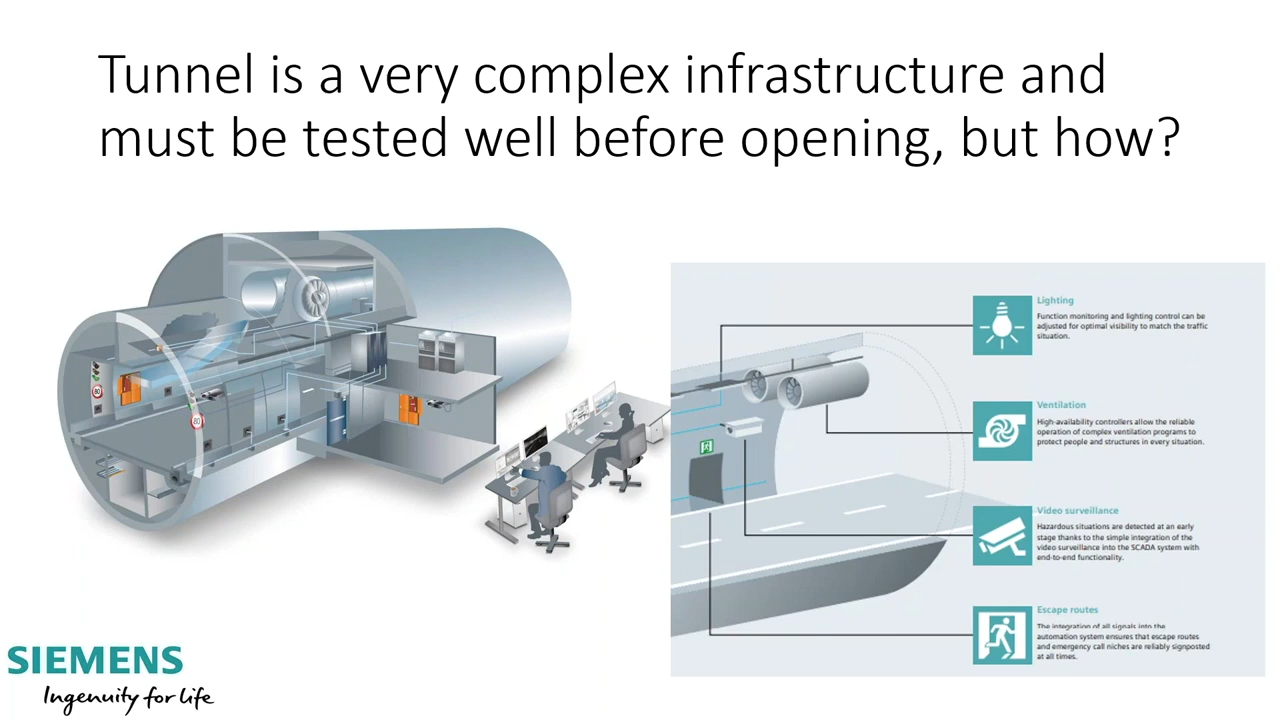 Tunnel is a very complex infrastructure and
must be tested well before opening, but how?
80
80
Lighting
Function monitoring and lighting control can be
adjusted for optimal visibility to match the traffic
situation.
Ventilation
High-availability controllers allow the reliable
operation of complex ventilation programs to
protect people and structures in every situation.
Video surveillance
Hazardous situations are detected at an early
stage thanks to the simple integration of the
video surveillance into the SCADA system with
end-to-end functionality.
Escape routes
The integration of all signals into the
automation system ensures that escape routes
and emergency call niches are reliably signposted
at all times.
SIEMENS
Ingenuity for life